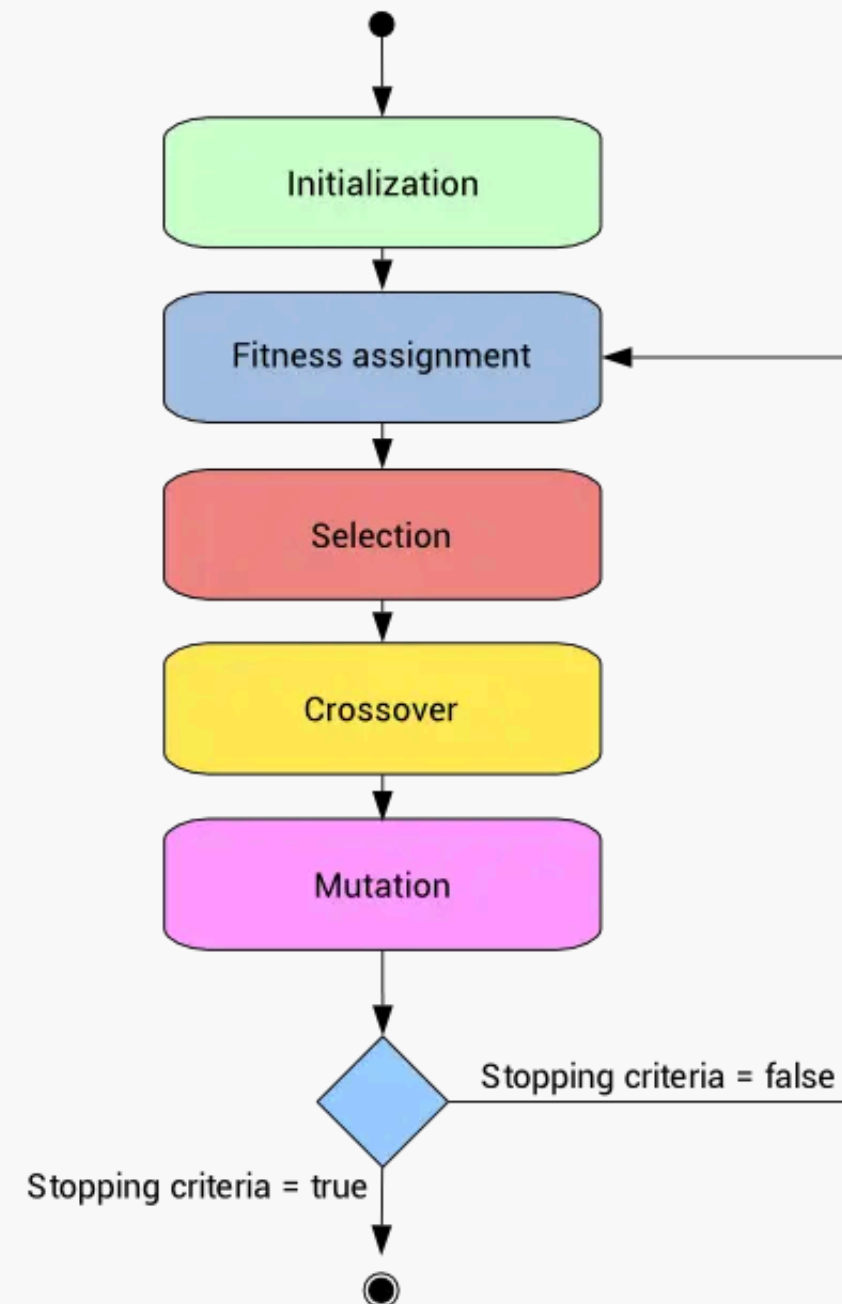 Initialization
Fitness assignment
Selection
Crossover
Mutation
Stopping criteria = false
Stopping criteria = true